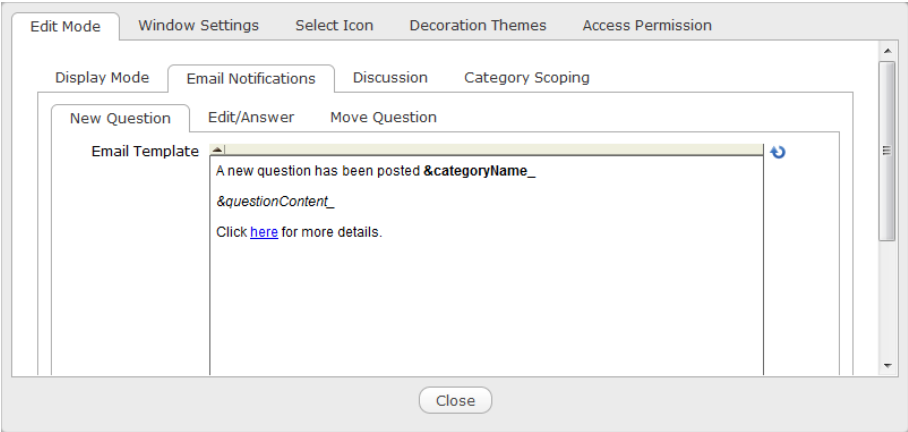 Edit Mode Window Settings Select Icon Decoration Themes Access Permission
Display Mode Email Notifications Discussion Category Scoping
New Question Edit/Answer Move Question
Email Template
A new question has been posted &categoryName_
&questionContent_
Click here for more details.
Close